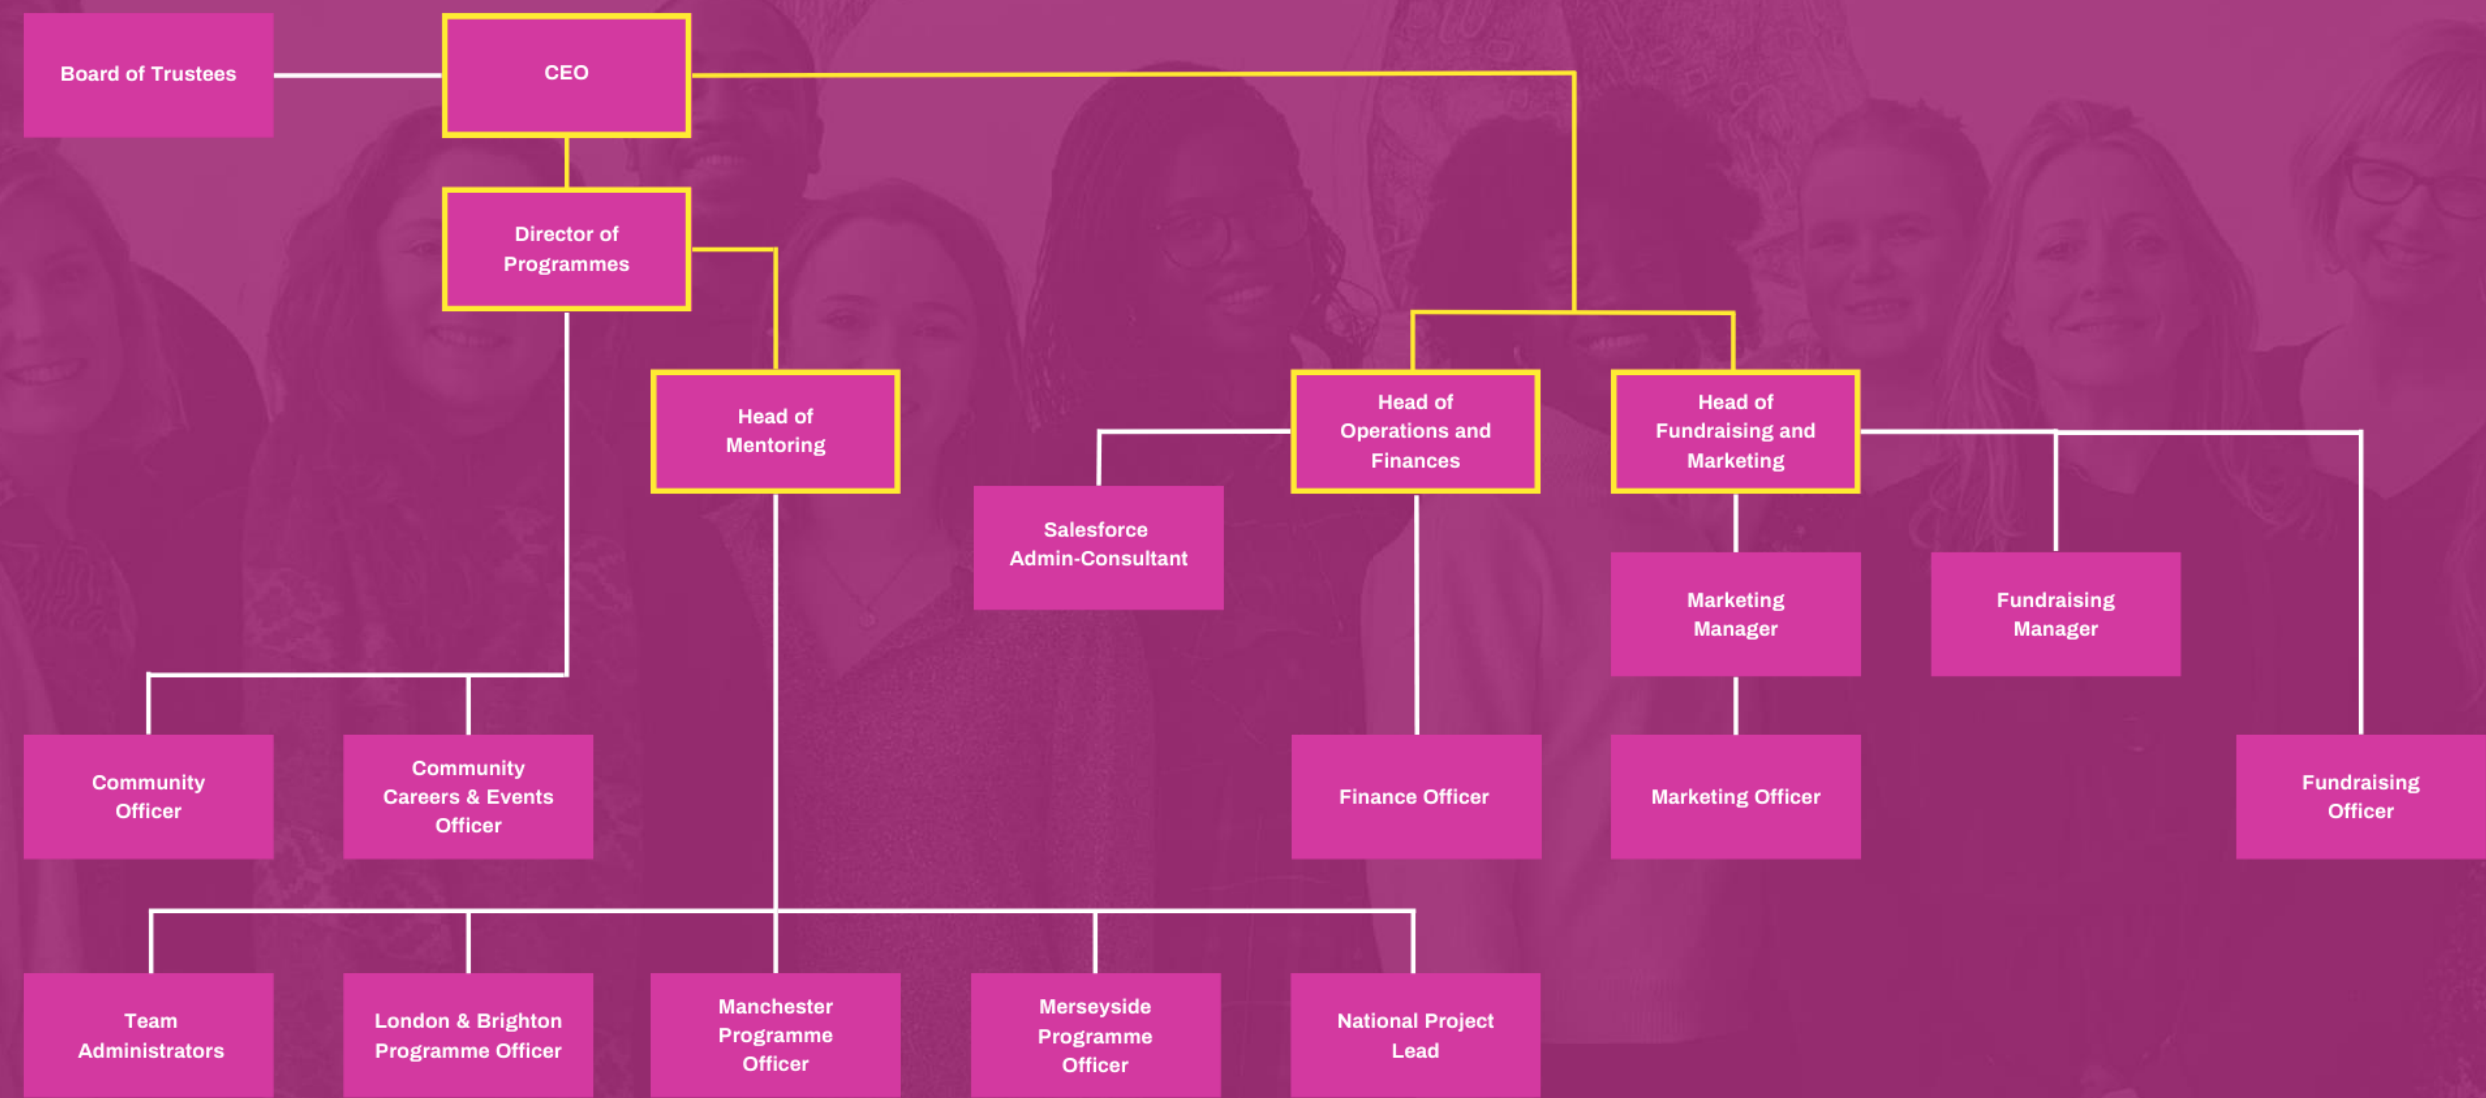 Board of Trustees
CEO
Director of
Programmes
Head of
Mentoring
Head of
Operations and
Finances
Head of
Fundraising and
Marketing
Salesforce
Admin-Consultant
Marketing
Manager
Fundraising
Manager
Community
Officer
Community
Careers & Events
Officer
Finance Officer
Marketing Officer
Fundraising
Officer
Team
Administrators
London & Brighton
Programme Officer
Manchester
Programme
Officer
Merseyside
Programme
Officer
National Project
Lead